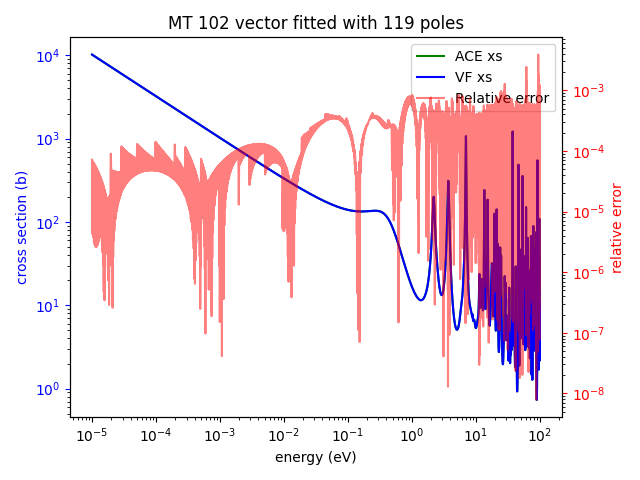 MT 102 vector fitted with 119 poles
ACE xs
VF xs
Relative error
cross section (b)
10^4
10^3
10^2
10^1
10^0
10^-3
10^-4
10^-5
10^-6
10^-7
10^-8
relative error
10^-5 10^-4 10^-3 10^-2 10^-1 10^0 10^1 10^2
energy (eV)